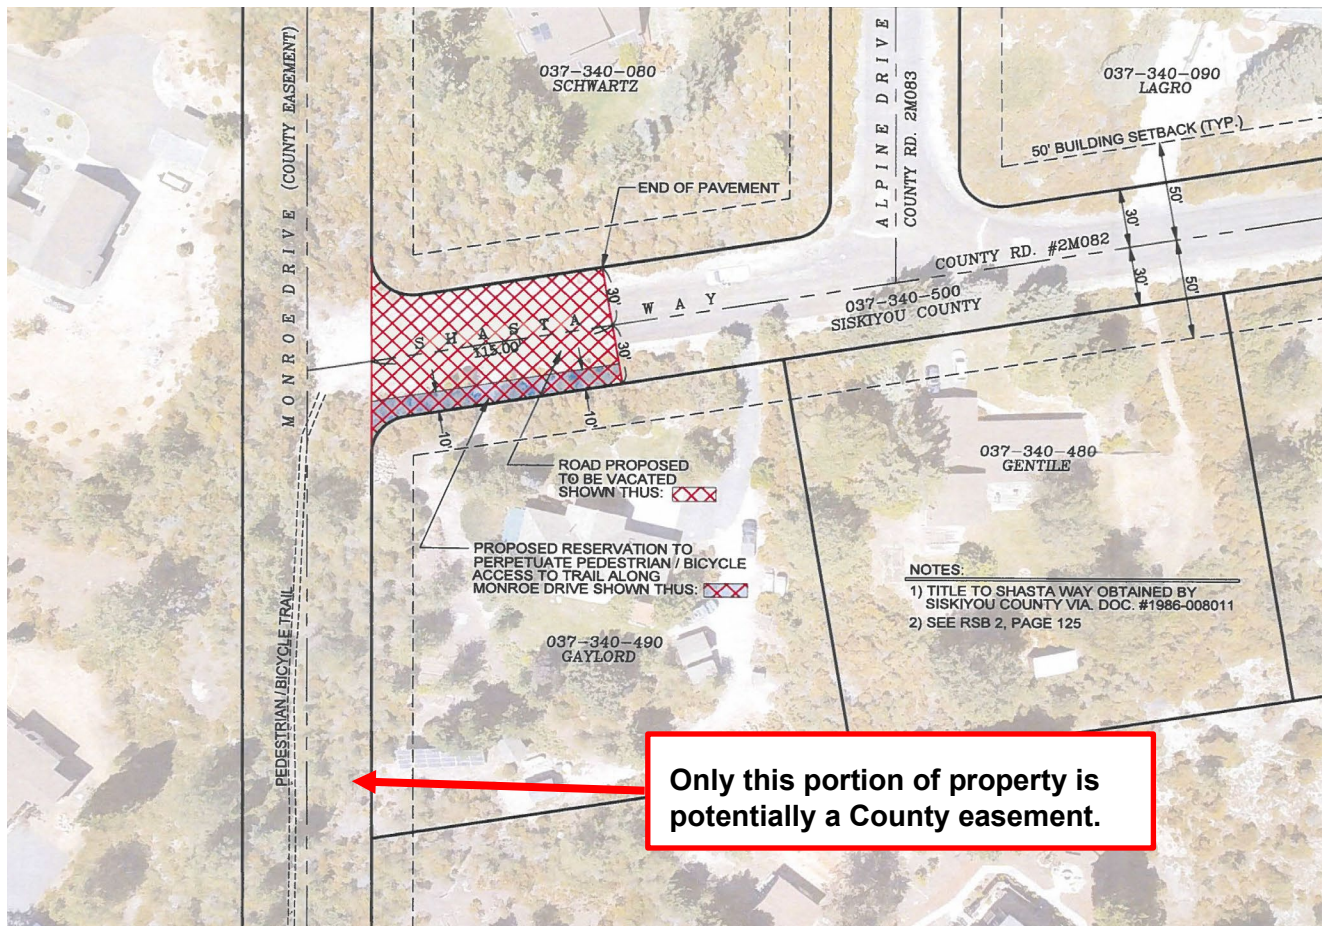 MONROE DRIVE (COUNTY EASEMENT)
037-340-080
SCHWARTZ
ALPINE DRIVE
COUNTY RD. 2M083
037-340-090
LAGRO
50' BUILDING SETBACK (TYP.)
END OF PAVEMENT
30'
50'
COUNTY RD. #2M082
30'
50'
SHASTA WAY
115.00'
30'
30'
037-340-500
SISKIYOU COUNTY
10'
10'
ROAD PROPOSED
TO BE VACATED
SHOWN THUS:
037-340-480
GENTILE
PROPOSED RESERVATION TO
PERPETUATE PEDESTRIAN / BICYCLE
ACCESS TO TRAIL ALONG
MONROE DRIVE SHOWN THUS:
NOTES:
1) TITLE TO SHASTA WAY OBTAINED BY
SISKIYOU COUNTY VIA. DOC. #1986-008011
2) SEE RSB 2, PAGE 125
037-340-490
GAYLORD
PEDESTRIAN / BICYCLE TRAIL
Only this portion of property is
potentially a County easement.